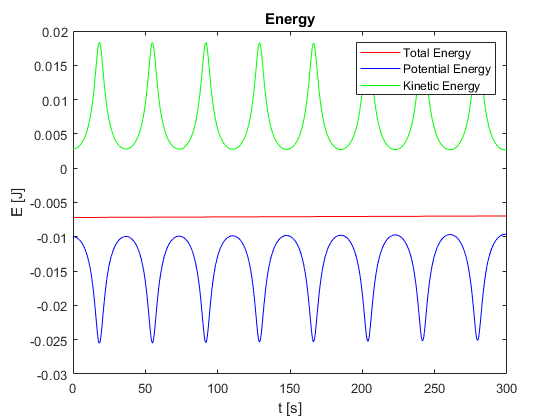 Energy
0.02
0.015
0.01
0.005
0
-0.005
-0.01
-0.015
-0.02
-0.025
-0.03
E [J]
Total Energy
Potential Energy
Kinetic Energy
0 50 100 150 200 250 300
t [s]